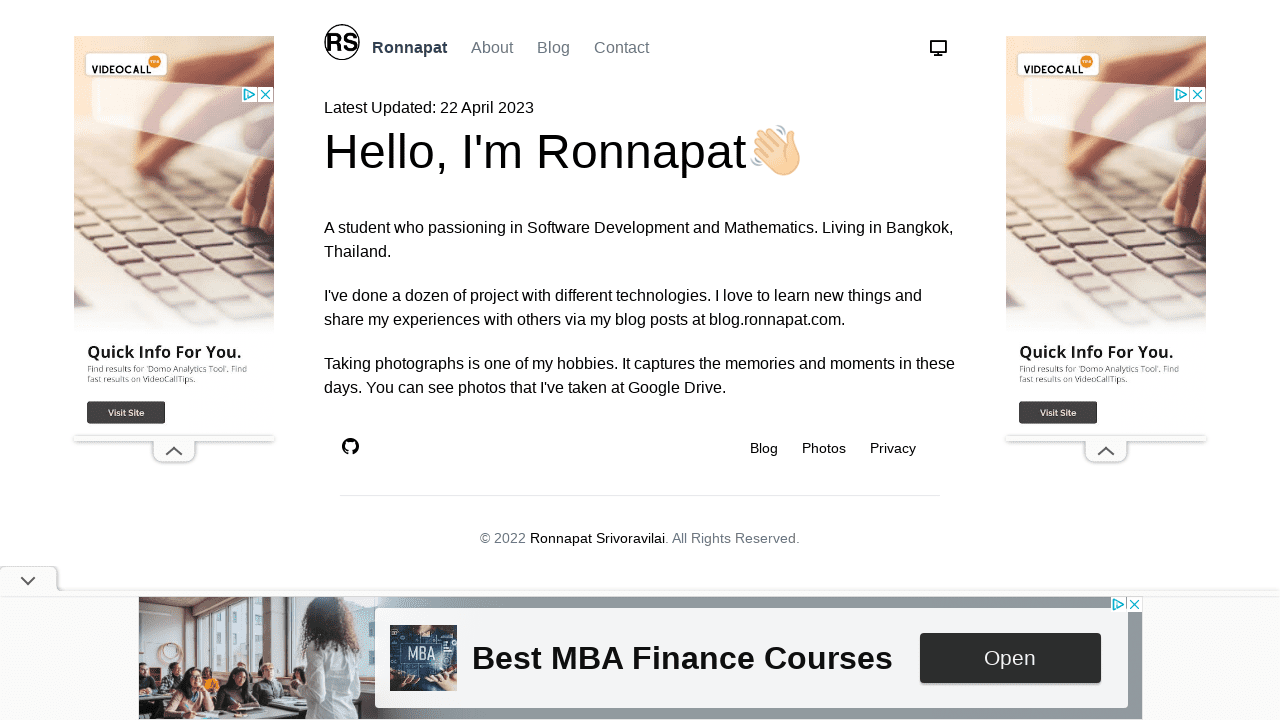 RS
Ronnapat About Blog Contact
Latest Updated: 22 April 2023
Hello, I'm Ronnapat👋🏻
A student who passioning in Software Development and Mathematics. Living in Bangkok,
Thailand.
I've done a dozen of project with different technologies. I love to learn new things and
share my experiences with others via my blog posts at blog.ronnapat.com.
Taking photographs is one of my hobbies. It captures the memories and moments in these
days. You can see photos that I've taken at Google Drive.
Blog Photos Privacy
© 2022 Ronnapat Srivoravilai. All Rights Reserved.
VIDEOCALL TIPS
Quick Info For You.
Find results for 'Domo Analytics Tool'. Find
fast results on VideoCallTips.
Visit Site
VIDEOCALL TIPS
Quick Info For You.
Find results for 'Domo Analytics Tool'. Find
fast results on VideoCallTips.
Visit Site
MBA
Best MBA Finance Courses
Open